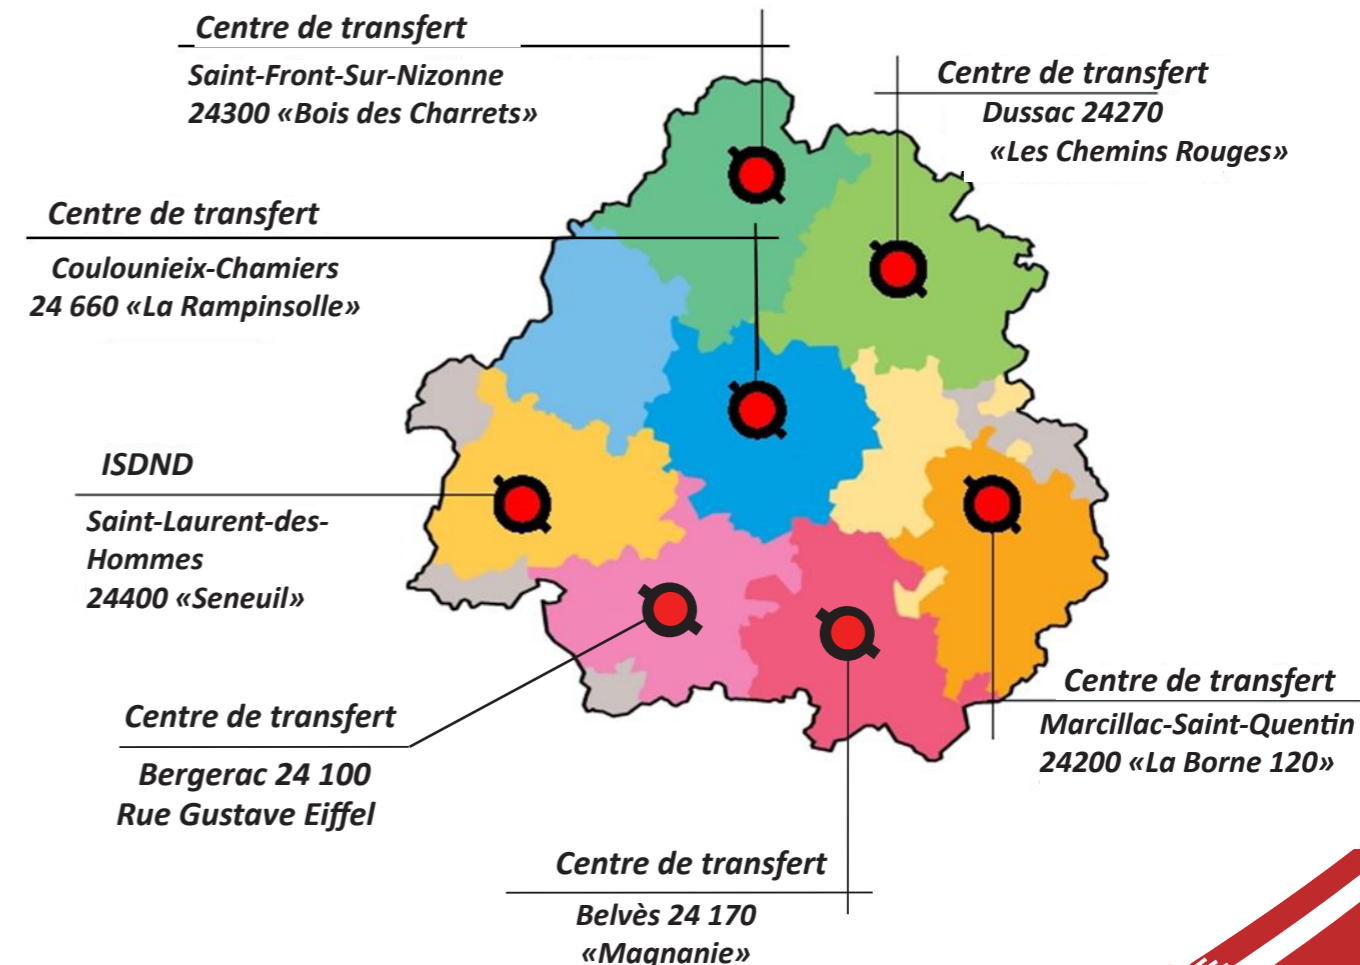 Centre de transfert
Saint-Front-Sur-Nizonne
24300 «Bois des Charrets»
Centre de transfert
Dussac 24270
«Les Chemins Rouges»
Centre de transfert
Coulounieix-Chamiers
24 660 «La Rampinsolle»
ISDND
Saint-Laurent-des-
Hommes
24400 «Seneuil»
Centre de transfert
Marcillac-Saint-Quentin
24200 «La Borne 120»
Centre de transfert
Bergerac 24 100
Rue Gustave Eiffel
Centre de transfert
Belvès 24 170
«Magnanie»